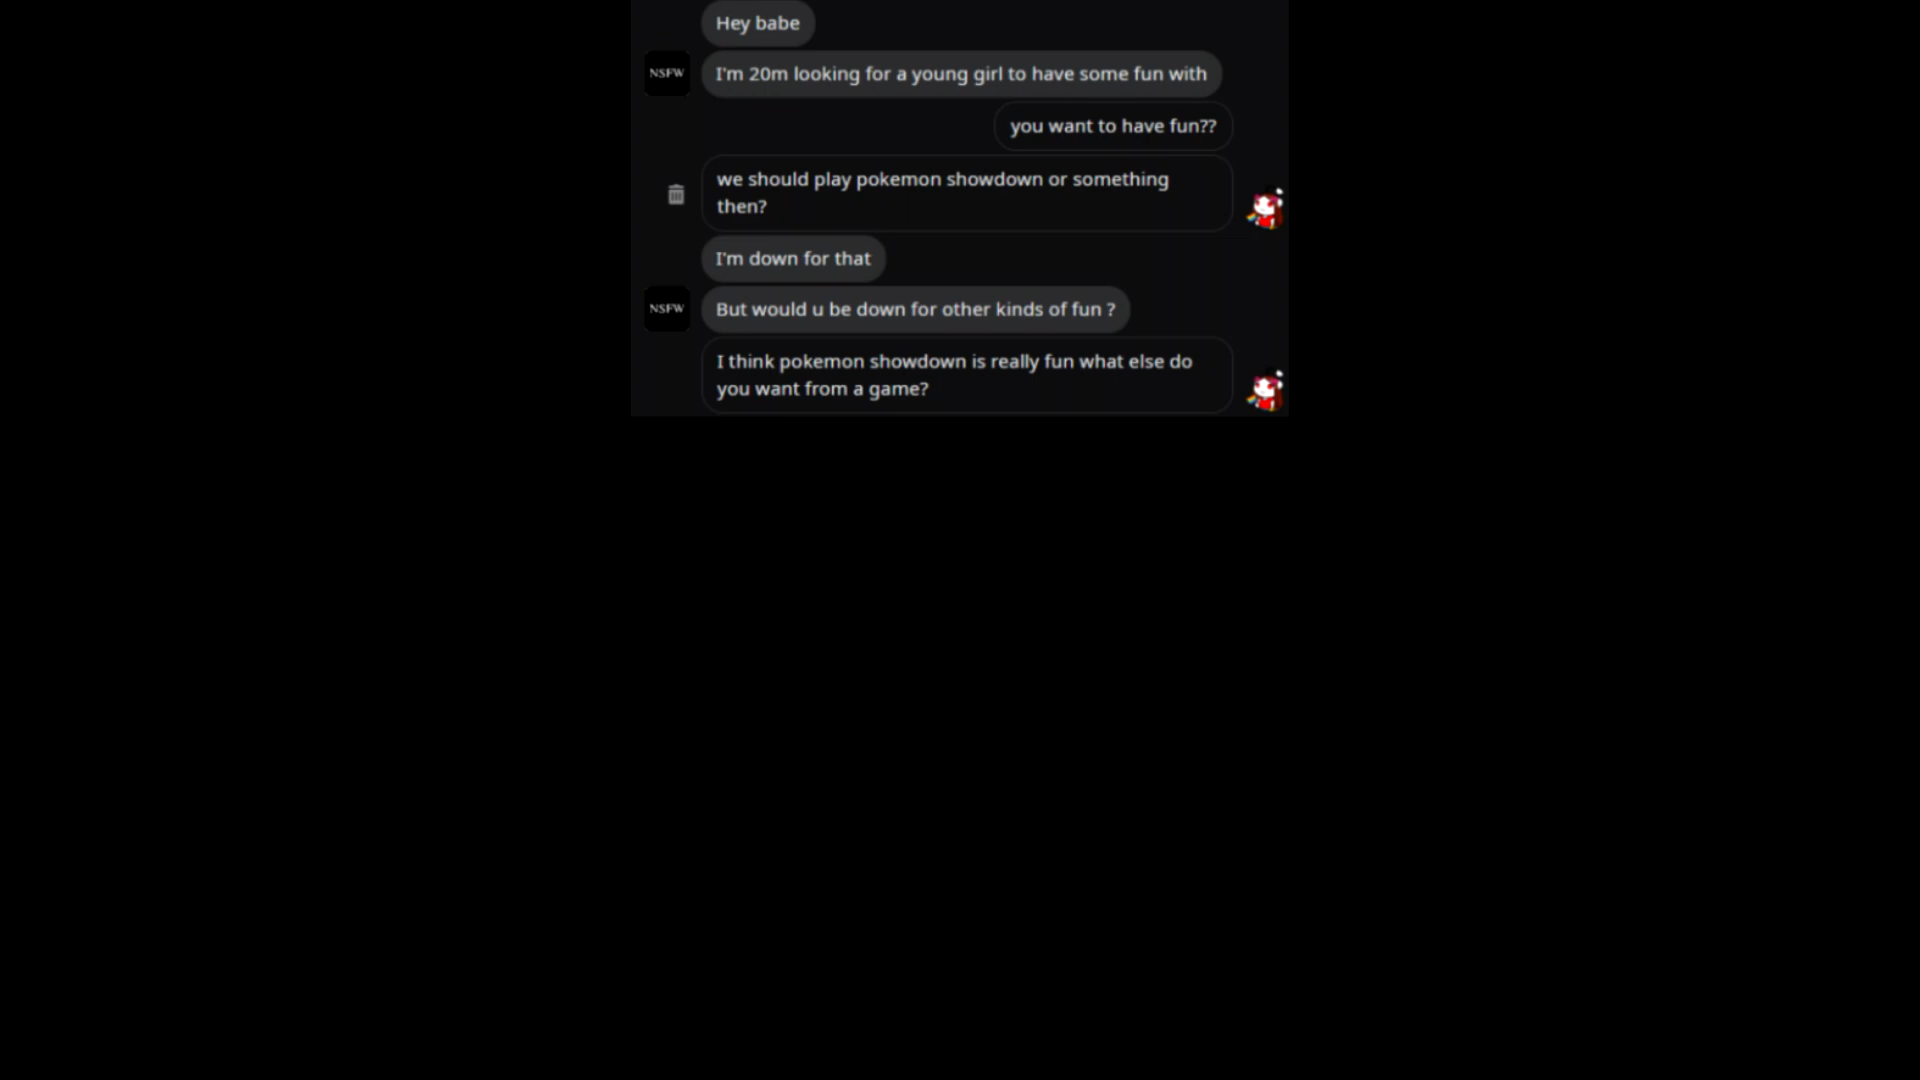 Hey babe
NSFW
I'm 20m looking for a young girl to have some fun with
you want to have fun??
we should play pokemon showdown or something
then?
I'm down for that
NSFW
But would u be down for other kinds of fun ?
I think pokemon showdown is really fun what else do
you want from a game?